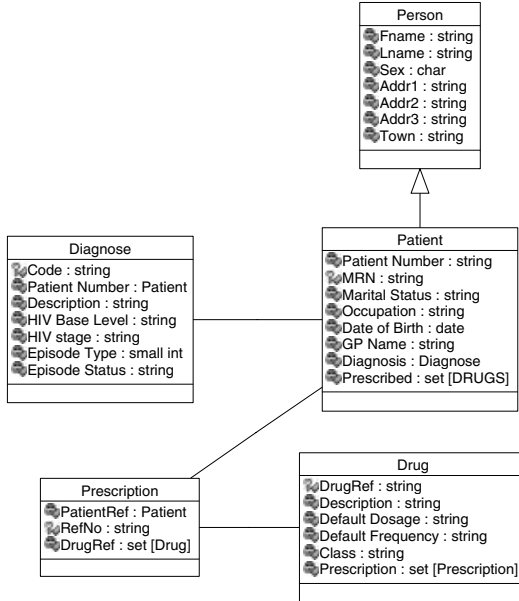 Person
Fname : string
Lname : string
Sex : char
Addr1 : string
Addr2 : string
Addr3 : string
Town : string
Diagnose
Code : string
Patient Number : Patient
Description : string
HIV Base Level : string
HIV stage : string
Episode Type : small int
Episode Status : string
Patient
Patient Number : string
MRN : string
Marital Status : string
Occupation : string
Date of Birth : date
GP Name : string
Diagnosis : Diagnose
Prescribed : set [DRUGS]
Prescription
PatientRef : Patient
RefNo : string
DrugRef : set [Drug]
Drug
DrugRef : string
Description : string
Default Dosage : string
Default Frequency : string
Class : string
Prescription : set [Prescription]